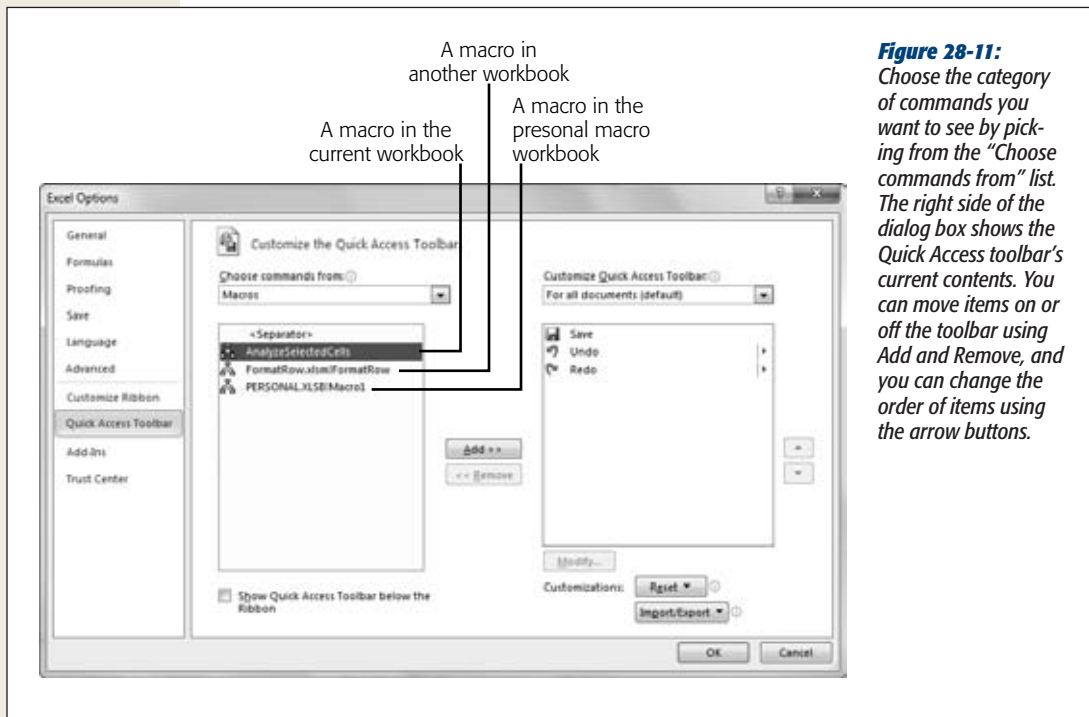 A macro in
another workbook
A macro in the
current workbook
A macro in the
presonal macro
workbook
Figure 28-11:
Choose the category
of commands you
want to see by pick-
ing from the “Choose
commands from” list.
The right side of the
dialog box shows the
Quick Access toolbar’s
current contents. You
can move items on or
off the toolbar using
Add and Remove, and
you can change the
order of items using
the arrow buttons.
Excel Options
General
Formulas
Proofing
Save
Language
Advanced
Customize Ribbon
Quick Access Toolbar
Add-Ins
Trust Center
Customize the Quick Access Toolbar.
Choose commands from:
Macros
<Separator>
AnalyzeSelectedCells
FormatRow.xlsm!FormatRow
PERSONAL.XLSB!Macro1
Add >>
<< Remove
Show Quick Access Toolbar below the
Ribbon
Customize Quick Access Toolbar:
For all documents (default)
Save
Undo
Redo
Modify...
Customizations:
Reset
Import/Export
OK
Cancel